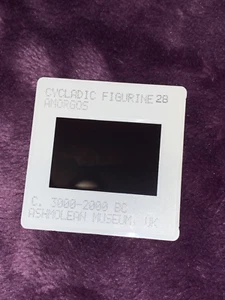 CYCLADIC FIGURINE 28
AMORGOS
C. 3000-2000 BC
ASHMOLEAN MUSEUM, UK